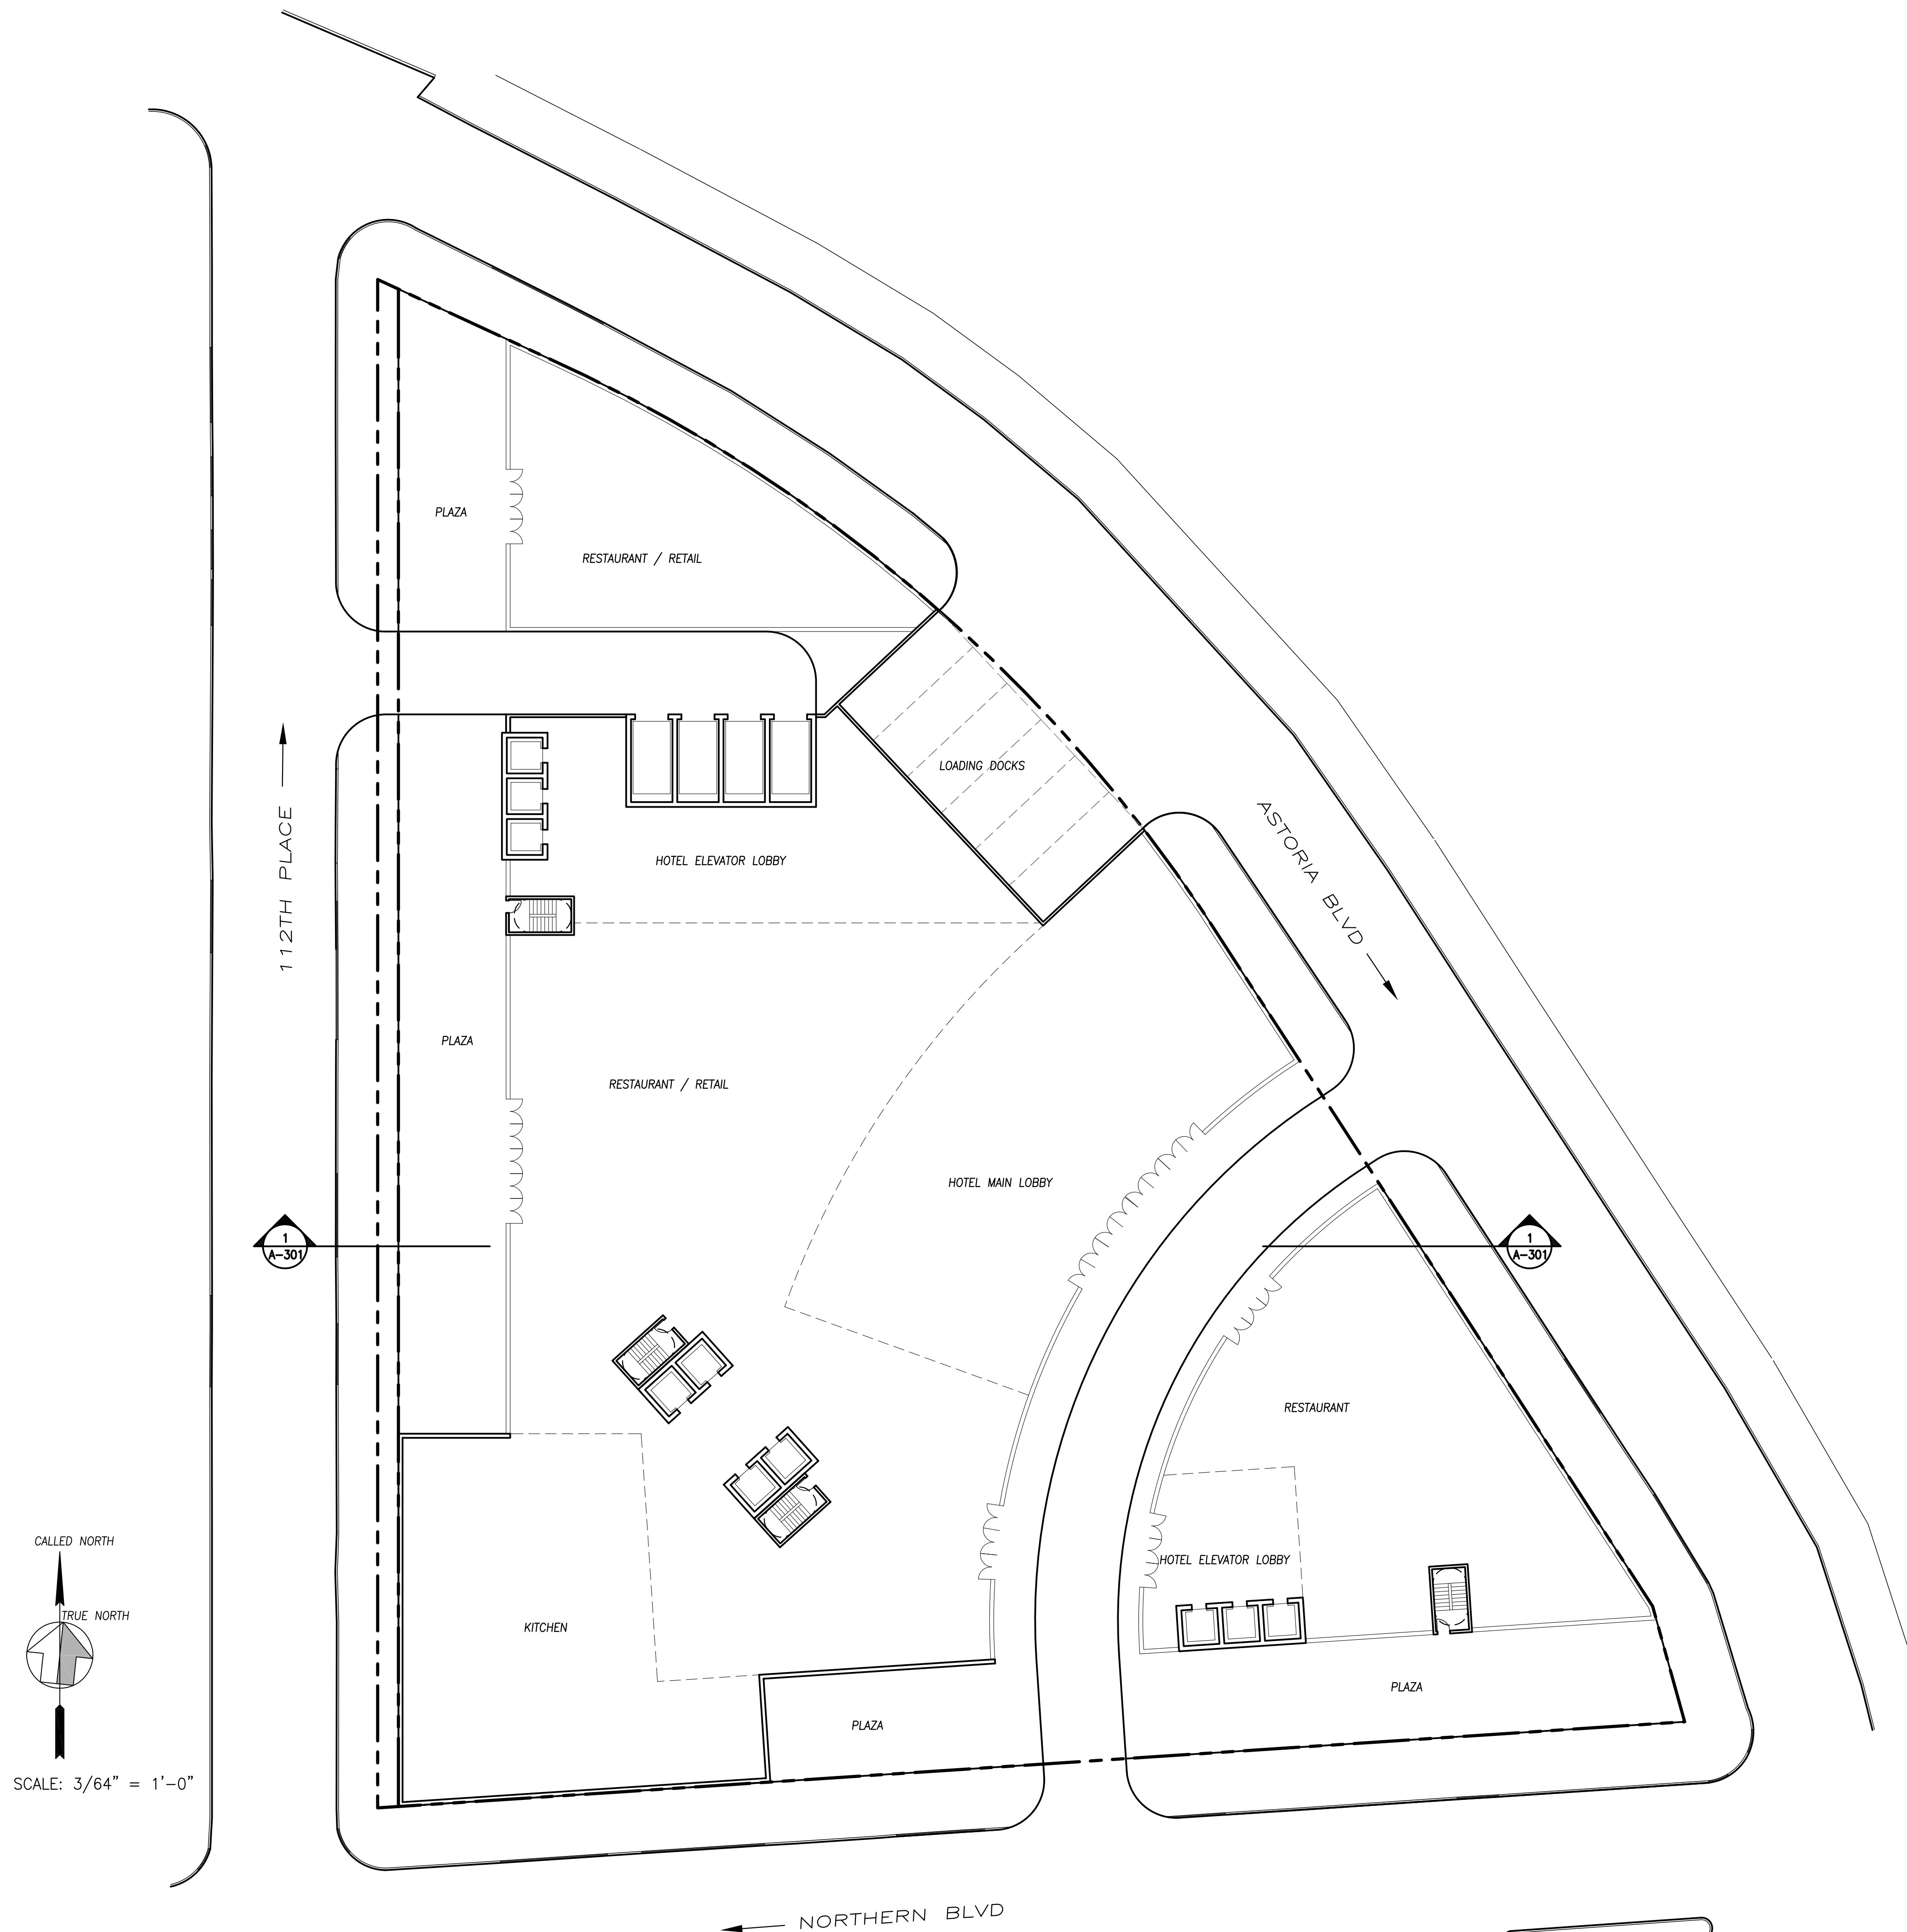 PLAZA
RESTAURANT / RETAIL
LOADING DOCKS
112TH PLACE
ASTORIA BLVD
HOTEL ELEVATOR LOBBY
PLAZA
RESTAURANT / RETAIL
HOTEL MAIN LOBBY
1
A-301
1
A-301
RESTAURANT
CALLED NORTH
HOTEL ELEVATOR LOBBY
TRUE NORTH
KITCHEN
PLAZA
PLAZA
SCALE: 3/64" = 1'-0"
NORTHERN BLVD